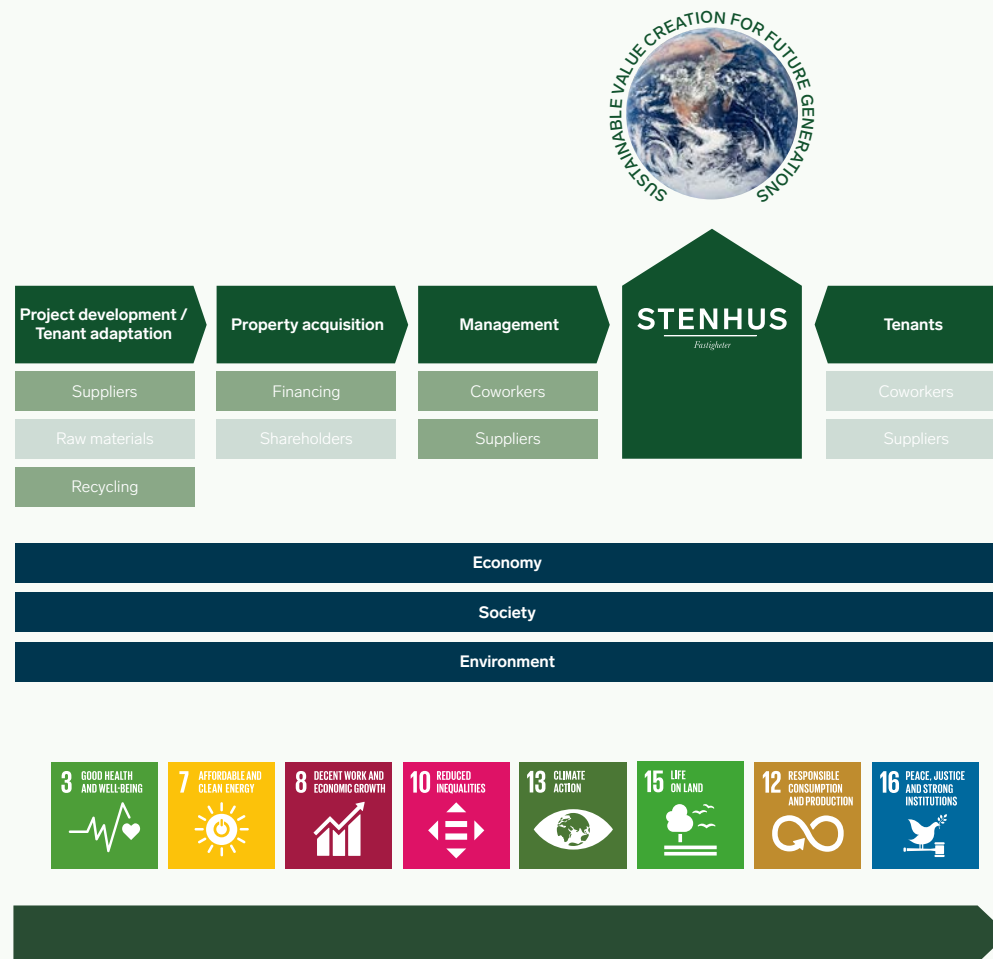 SUSTAINABLE VALUE CREATION FOR FUTURE GENERATIONS
Project development /
Tenant adaptation
Property acquisition
Management
STENHUS
Fastigheter
Tenants
Suppliers
Financing
Coworkers
Coworkers
Raw materials
Shareholders
Suppliers
Suppliers
Recycling
Economy
Society
Environment
3 GOOD HEALTH
AND WELL-BEING
7 AFFORDABLE AND
CLEAN ENERGY
8 DECENT WORK AND
ECONOMIC GROWTH
10 REDUCED
INEQUALITIES
13 CLIMATE
ACTION
15 LIFE
ON LAND
12 RESPONSIBLE
CONSUMPTION
AND PRODUCTION
16 PEACE, JUSTICE
AND STRONG
INSTITUTIONS